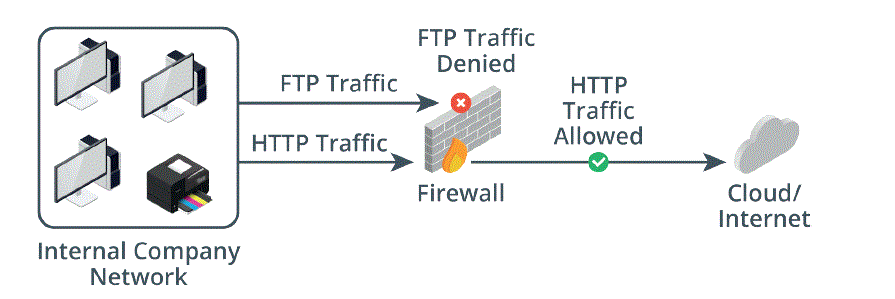 FTP Traffic
Denied
FTP Traffic
HTTP
Traffic
Allowed
HTTP Traffic
Firewall
Cloud/
Internet
Internal Company
Network